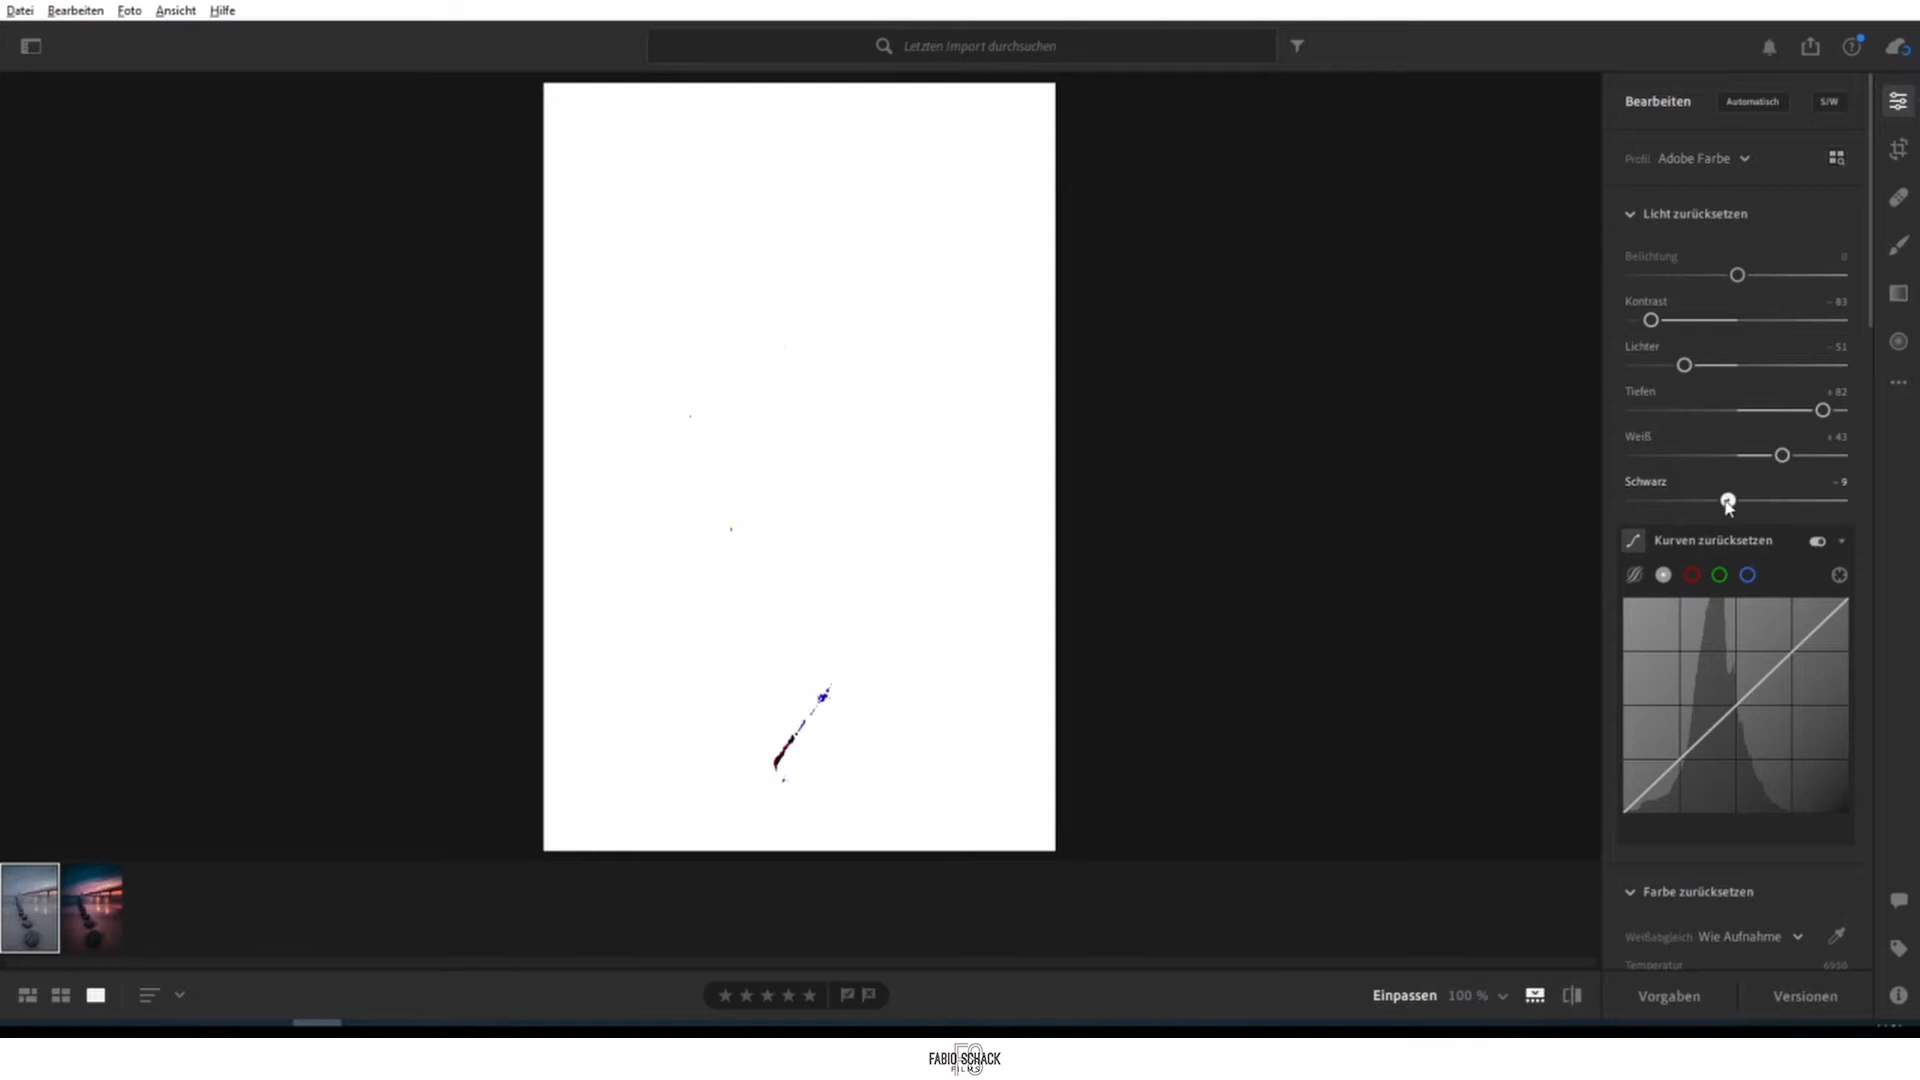 Datei Bearbeiten Foto Ansicht Hilfe
Letzten Import durchsuchen
Bearbeiten Automatisch S/W
Profil Adobe Farbe
Licht zurücksetzen
Belichtung 0
Kontrast - 83
Lichter - 51
Tiefen + 82
Weiß + 43
Schwarz - 9
Kurven zurücksetzen
Farbe zurücksetzen
Weißabgleich Wie Aufnahme
Temperatur 6950
Einpassen 100 %
Vorgaben Versionen
FABIO SCHACK
FILMS